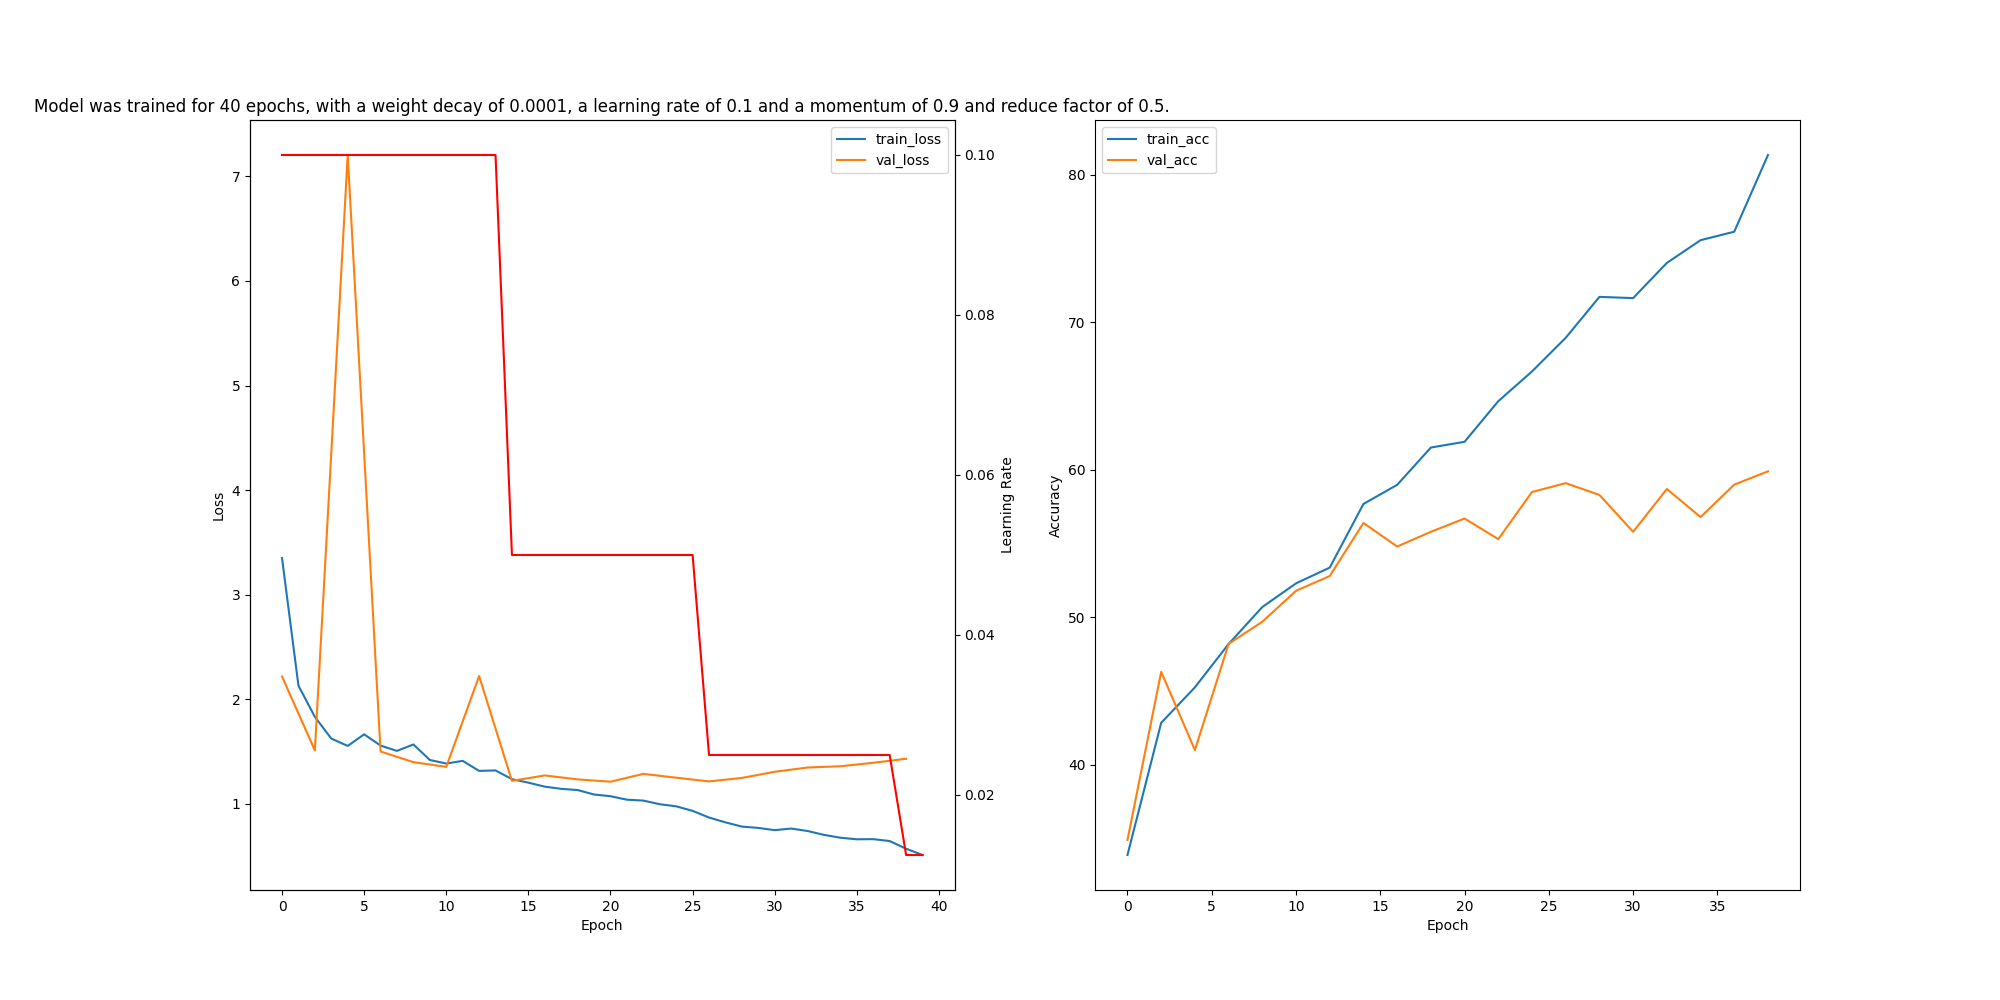 Model was trained for 40 epochs, with a weight decay of 0.0001, a learning rate of 0.1 and a momentum of 0.9 and reduce factor of 0.5.
train_loss
val_loss
7
6
5
4
3
2
1
Loss
0 5 10 15 20 25 30 35 40
Epoch
0.10
0.08
0.06
0.04
0.02
Learning Rate
train_acc
val_acc
80
70
60
50
40
Accuracy
0 5 10 15 20 25 30 35
Epoch